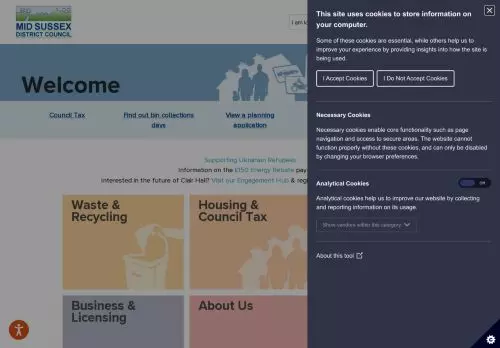 MID SUSSEX
DISTRICT COUNCIL
I am lo
Welcome
Council Tax
Find out bin collections
days
View a planning
application
Supporting Ukrainian Refugees
Information on the £150 Energy Rebate pay
Interested in the future of Clair Hall? Visit our Engagement Hub & regi
Waste &
Recycling
Housing &
Council Tax
Business &
Licensing
About Us
This site uses cookies to store information on
your computer.
Some of these cookies are essential, while others help us to
improve your experience by providing insights into how the site is
being used.
I Accept Cookies
I Do Not Accept Cookies
Necessary Cookies
Necessary cookies enable core functionality such as page
navigation and access to secure areas. The website cannot
function properly without these cookies, and can only be disabled
by changing your browser preferences.
Analytical Cookies
Off
Analytical cookies help us to improve our website by collecting
and reporting information on its usage.
Show vendors within this category
About this tool